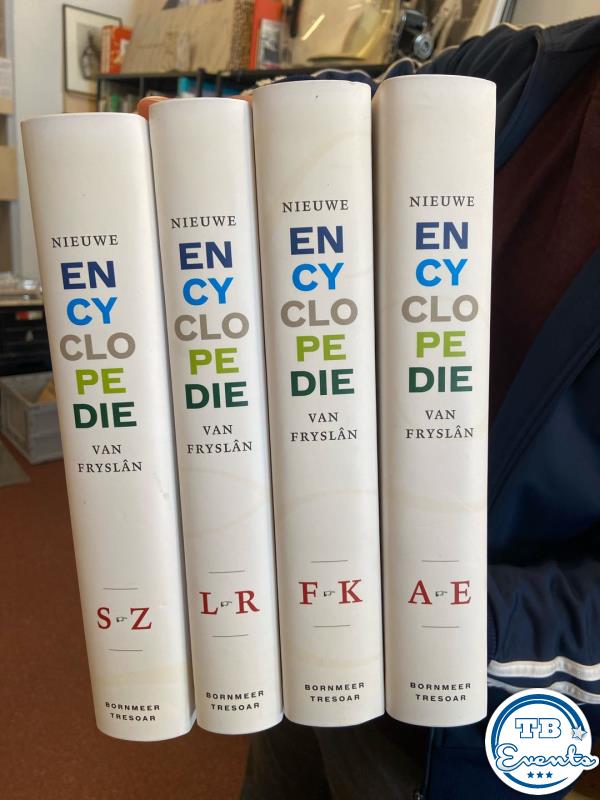 NIEUWE
EN
CY
CLO
PE
DIE
VAN
FRYSLÂN
S ☞ Z
BORNMEER
TRESOAR
NIEUWE
EN
CY
CLO
PE
DIE
VAN
FRYSLÂN
L ☞ R
BORNMEER
TRESOAR
NIEUWE
EN
CY
CLO
PE
DIE
VAN
FRYSLÂN
F ☞ K
BORNMEER
TRESOAR
NIEUWE
EN
CY
CLO
PE
DIE
VAN
FRYSLÂN
A ☞ E
BORNMEER
TRESOAR
TB
Events